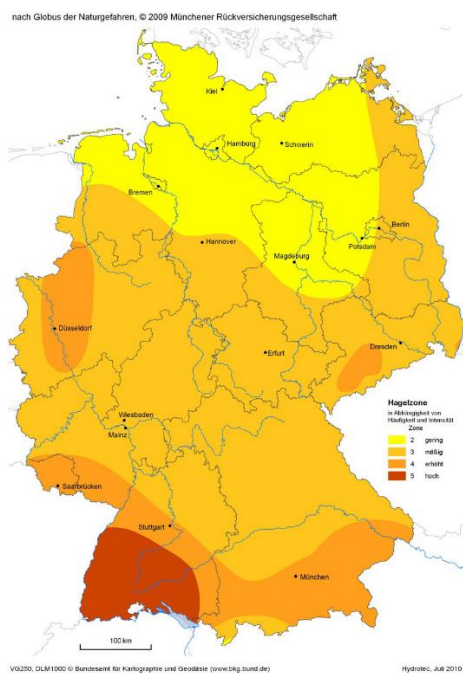 nach Globus der Naturgefahren, © 2009 Münchener Rückversicherungsgesellschaft
Kiel
Hamburg
Schwerin
Bremen
Berlin
Hannover
Potsdam
Magdeburg
Düsseldorf
Dresden
Erfurt
Hagelzone
in Abhängigkeit von
Häufigkeit und Intensität
Zone
2 gering
3 mäßig
4 erhöht
5 hoch
Wiesbaden
Mainz
Saarbrücken
Stuttgart
München
100 km
VG250, DLM1000 © Bundesamt für Kartographie und Geodäsie (www.bkg.bund.de)
Hydrotec, Juli 2010